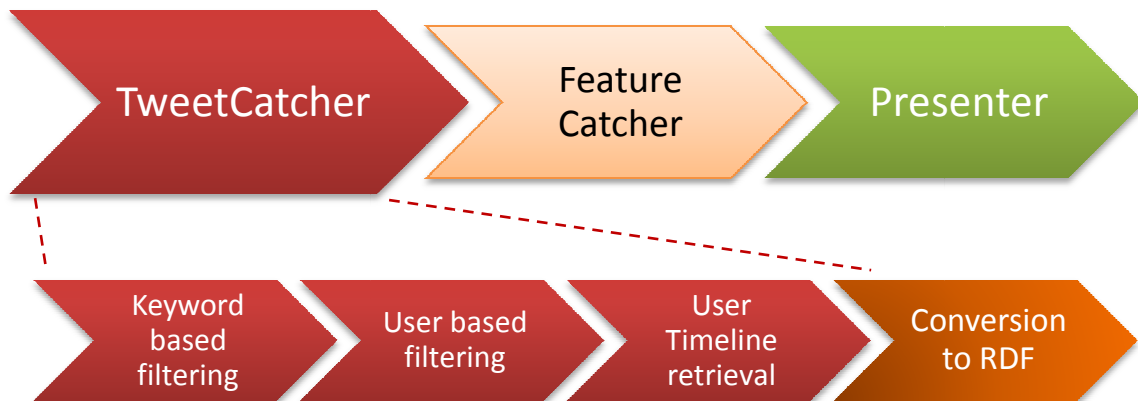 TweetCatcher
Feature
Catcher
Presenter
Keyword
based
filtering
User based
filtering
User
Timeline
retrieval
Conversion
to RDF